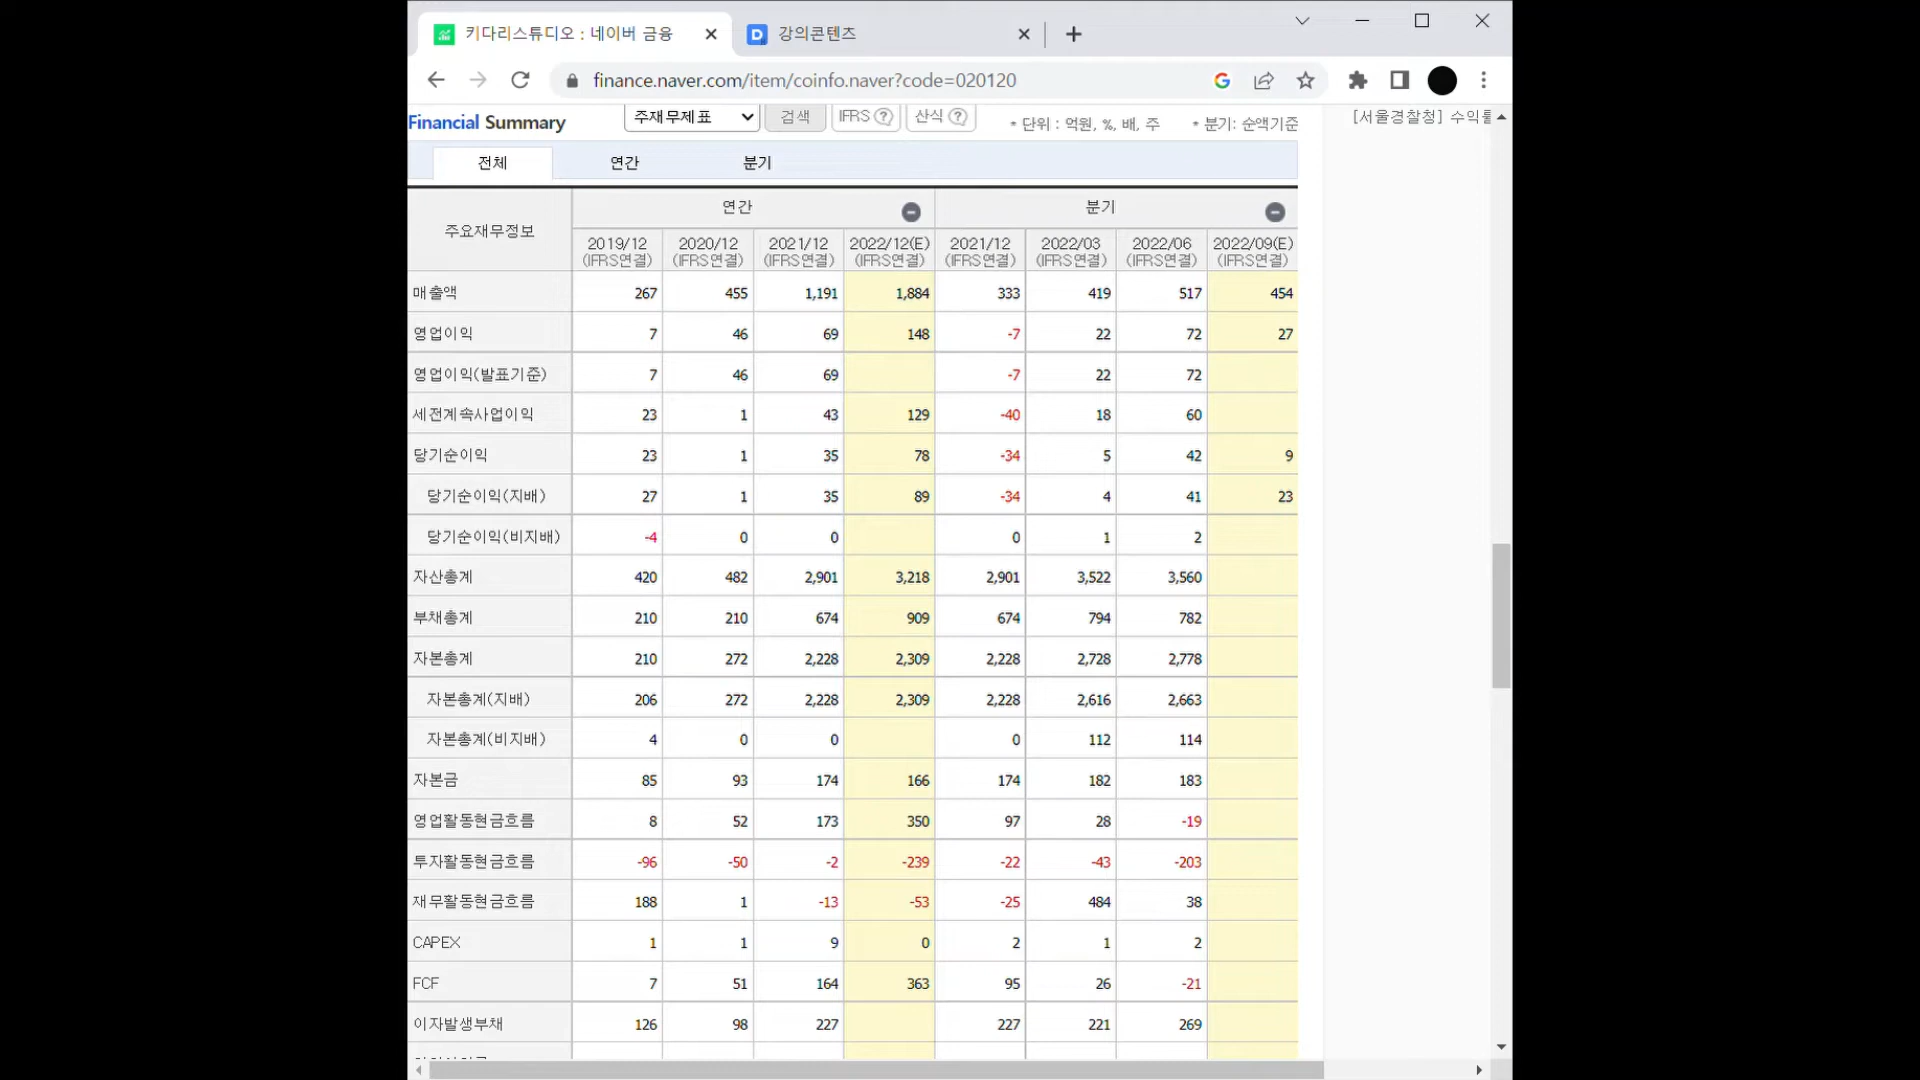 키다리스튜디오 : 네이버 금융
강의콘텐츠
finance.naver.com/item/coinfo.naver?code=020120
Financial Summary
주재무제표
검색
IFRS ?
산식 ?
* 단위 : 억원, %, 배, 주
* 분기: 순액기준
[서울경찰청] 수익률
전체 연간 분기
주요재무정보 연간 분기
2019/12 2020/12 2021/12 2022/12(E) 2021/12 2022/03 2022/06 2022/09(E)
(IFRS연결) (IFRS연결) (IFRS연결) (IFRS연결) (IFRS연결) (IFRS연결) (IFRS연결) (IFRS연결)
매출액 267 455 1,191 1,884 333 419 517 454
영업이익 7 46 69 148 -7 22 72 27
영업이익(발표기준) 7 46 69 -7 22 72
세전계속사업이익 23 1 43 129 -40 18 60
당기순이익 23 1 35 78 -34 5 42 9
당기순이익(지배) 27 1 35 89 -34 4 41 23
당기순이익(비지배) -4 0 0 0 1 2
자산총계 420 482 2,901 3,218 2,901 3,522 3,560
부채총계 210 210 674 909 674 794 782
자본총계 210 272 2,228 2,309 2,228 2,728 2,778
자본총계(지배) 206 272 2,228 2,309 2,228 2,616 2,663
자본총계(비지배) 4 0 0 0 112 114
자본금 85 93 174 166 174 182 183
영업활동현금흐름 8 52 173 350 97 28 -19
투자활동현금흐름 -96 -50 -2 -239 -22 -43 -203
재무활동현금흐름 188 1 -13 -53 -25 484 38
CAPEX 1 1 9 0 2 1 2
FCF 7 51 164 363 95 26 -21
이자발생부채 126 98 227 227 221 269